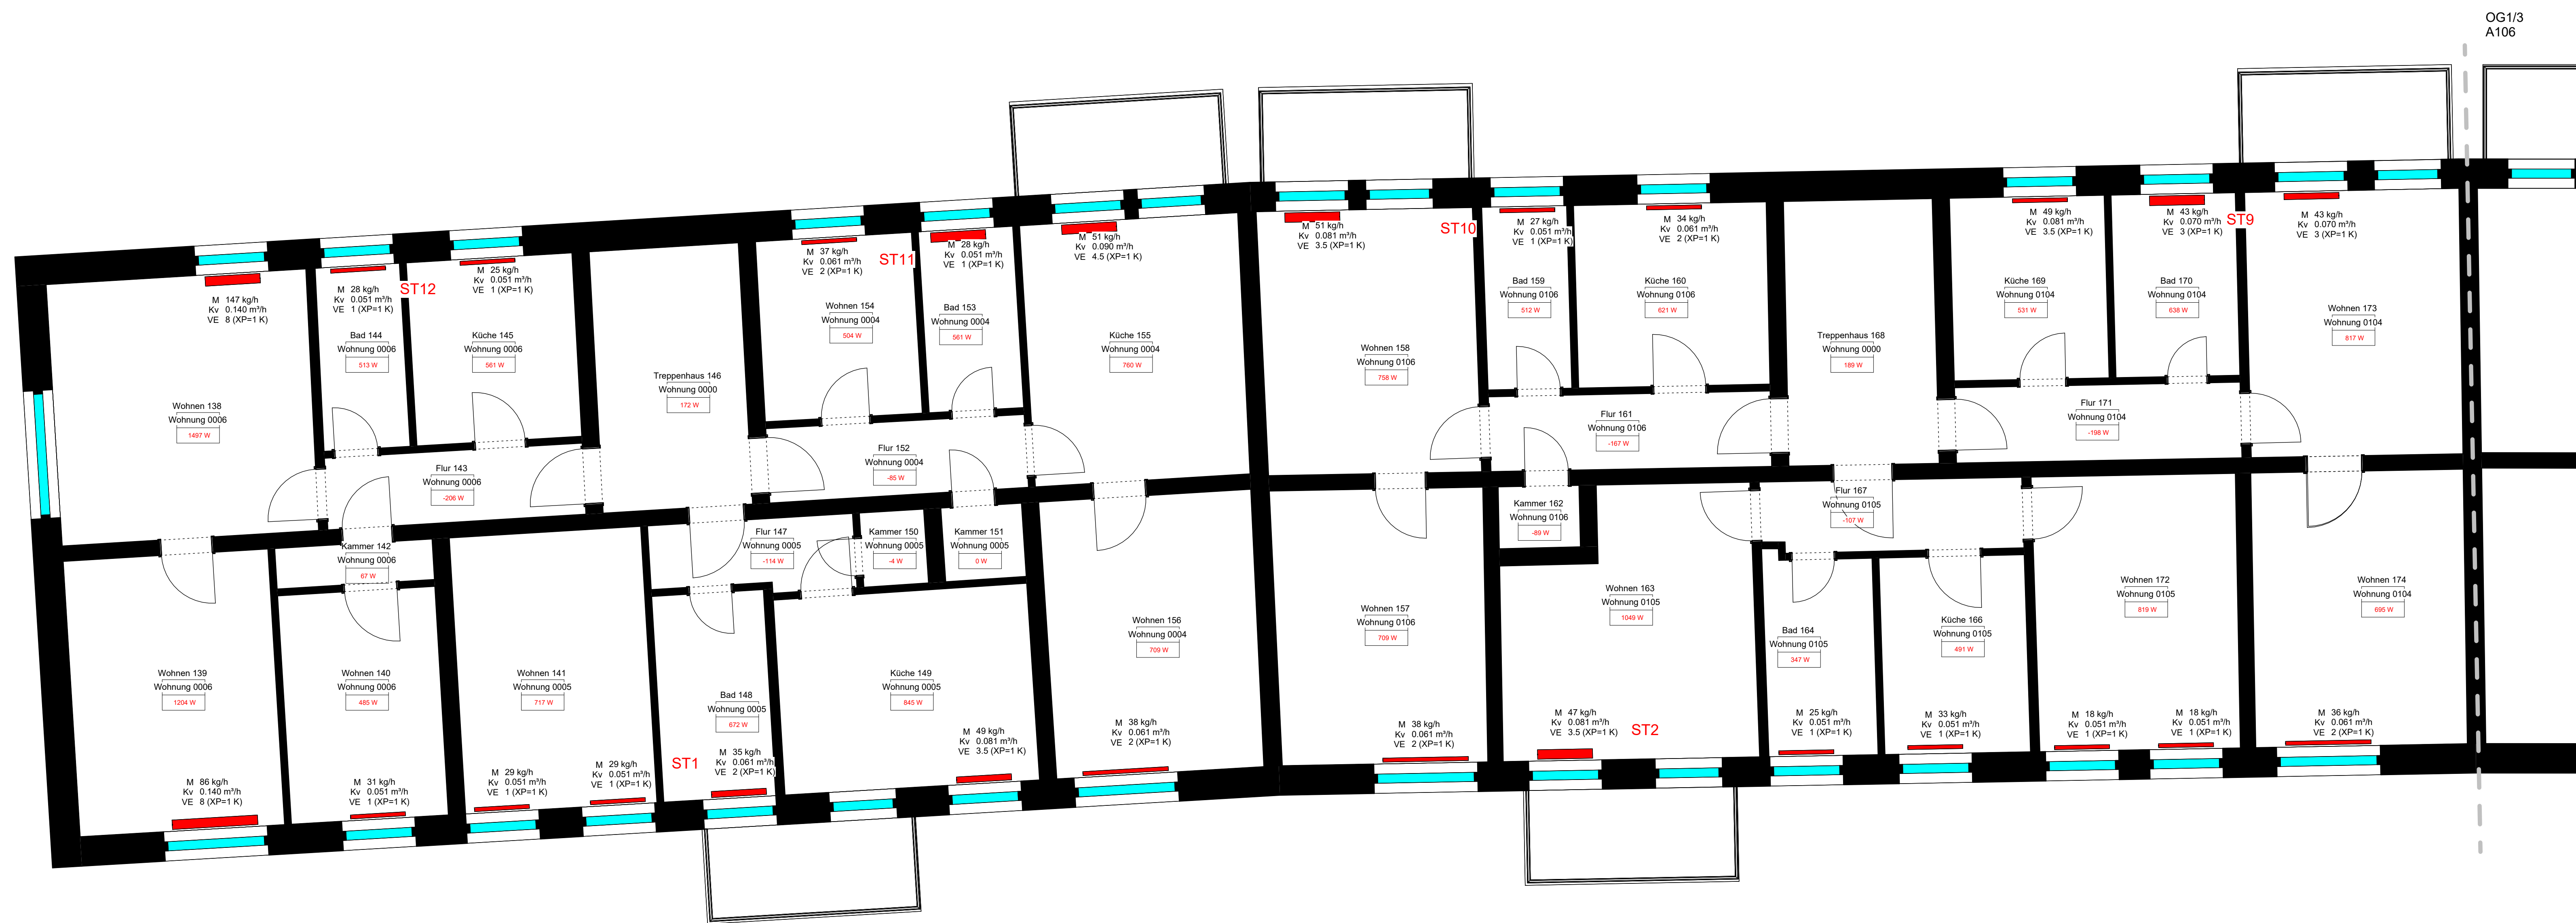 OG1/3
A106
M 147 kg/h
Kv 0.140 m³/h
VE 8 (XP=1 K)
Wohnen 138
Wohnung 0006
1497 W
M 28 kg/h
Kv 0.051 m³/h
VE 1 (XP=1 K)
Bad 144
Wohnung 0006
513 W
ST12
M 25 kg/h
Kv 0.051 m³/h
VE 1 (XP=1 K)
Küche 145
Wohnung 0006
561 W
Flur 143
Wohnung 0006
-206 W
Treppenhaus 146
Wohnung 0000
172 W
M 37 kg/h
Kv 0.061 m³/h
VE 2 (XP=1 K)
Wohnen 154
Wohnung 0004
504 W
ST11
M 28 kg/h
Kv 0.051 m³/h
VE 1 (XP=1 K)
Bad 153
Wohnung 0004
561 W
M 51 kg/h
Kv 0.090 m³/h
VE 4.5 (XP=1 K)
Küche 155
Wohnung 0004
760 W
Flur 152
Wohnung 0004
-85 W
M 51 kg/h
Kv 0.081 m³/h
VE 3.5 (XP=1 K)
Wohnen 158
Wohnung 0106
758 W
ST10
M 27 kg/h
Kv 0.051 m³/h
VE 1 (XP=1 K)
Bad 159
Wohnung 0106
512 W
M 34 kg/h
Kv 0.061 m³/h
VE 2 (XP=1 K)
Küche 160
Wohnung 0106
621 W
Flur 161
Wohnung 0106
-167 W
Treppenhaus 168
Wohnung 0000
189 W
M 49 kg/h
Kv 0.081 m³/h
VE 3.5 (XP=1 K)
Küche 169
Wohnung 0104
531 W
M 43 kg/h
Kv 0.070 m³/h
VE 3 (XP=1 K)
Bad 170
Wohnung 0104
638 W
ST9
M 43 kg/h
Kv 0.070 m³/h
VE 3 (XP=1 K)
Wohnen 173
Wohnung 0104
817 W
Flur 171
Wohnung 0104
-198 W
Kammer 142
Wohnung 0006
67 W
Wohnen 139
Wohnung 0006
1204 W
M 86 kg/h
Kv 0.140 m³/h
VE 8 (XP=1 K)
Wohnen 140
Wohnung 0006
485 W
M 31 kg/h
Kv 0.051 m³/h
VE 1 (XP=1 K)
Wohnen 141
Wohnung 0005
717 W
M 29 kg/h
Kv 0.051 m³/h
VE 1 (XP=1 K)
M 29 kg/h
Kv 0.051 m³/h
VE 1 (XP=1 K)
Flur 147
Wohnung 0005
-114 W
Kammer 150
Wohnung 0005
-4 W
Kammer 151
Wohnung 0005
0 W
Bad 148
Wohnung 0005
672 W
ST1
M 35 kg/h
Kv 0.061 m³/h
VE 2 (XP=1 K)
Küche 149
Wohnung 0005
845 W
M 49 kg/h
Kv 0.081 m³/h
VE 3.5 (XP=1 K)
Wohnen 156
Wohnung 0004
709 W
M 38 kg/h
Kv 0.061 m³/h
VE 2 (XP=1 K)
Wohnen 157
Wohnung 0106
709 W
M 38 kg/h
Kv 0.061 m³/h
VE 2 (XP=1 K)
Kammer 162
Wohnung 0106
-89 W
Wohnen 163
Wohnung 0105
1049 W
M 47 kg/h
Kv 0.081 m³/h
VE 3.5 (XP=1 K)
ST2
Flur 167
Wohnung 0105
-107 W
Bad 164
Wohnung 0105
347 W
M 25 kg/h
Kv 0.051 m³/h
VE 1 (XP=1 K)
Küche 166
Wohnung 0105
491 W
M 33 kg/h
Kv 0.051 m³/h
VE 1 (XP=1 K)
Wohnen 172
Wohnung 0105
819 W
M 18 kg/h
Kv 0.051 m³/h
VE 1 (XP=1 K)
M 18 kg/h
Kv 0.051 m³/h
VE 1 (XP=1 K)
Wohnen 174
Wohnung 0104
695 W
M 36 kg/h
Kv 0.061 m³/h
VE 2 (XP=1 K)